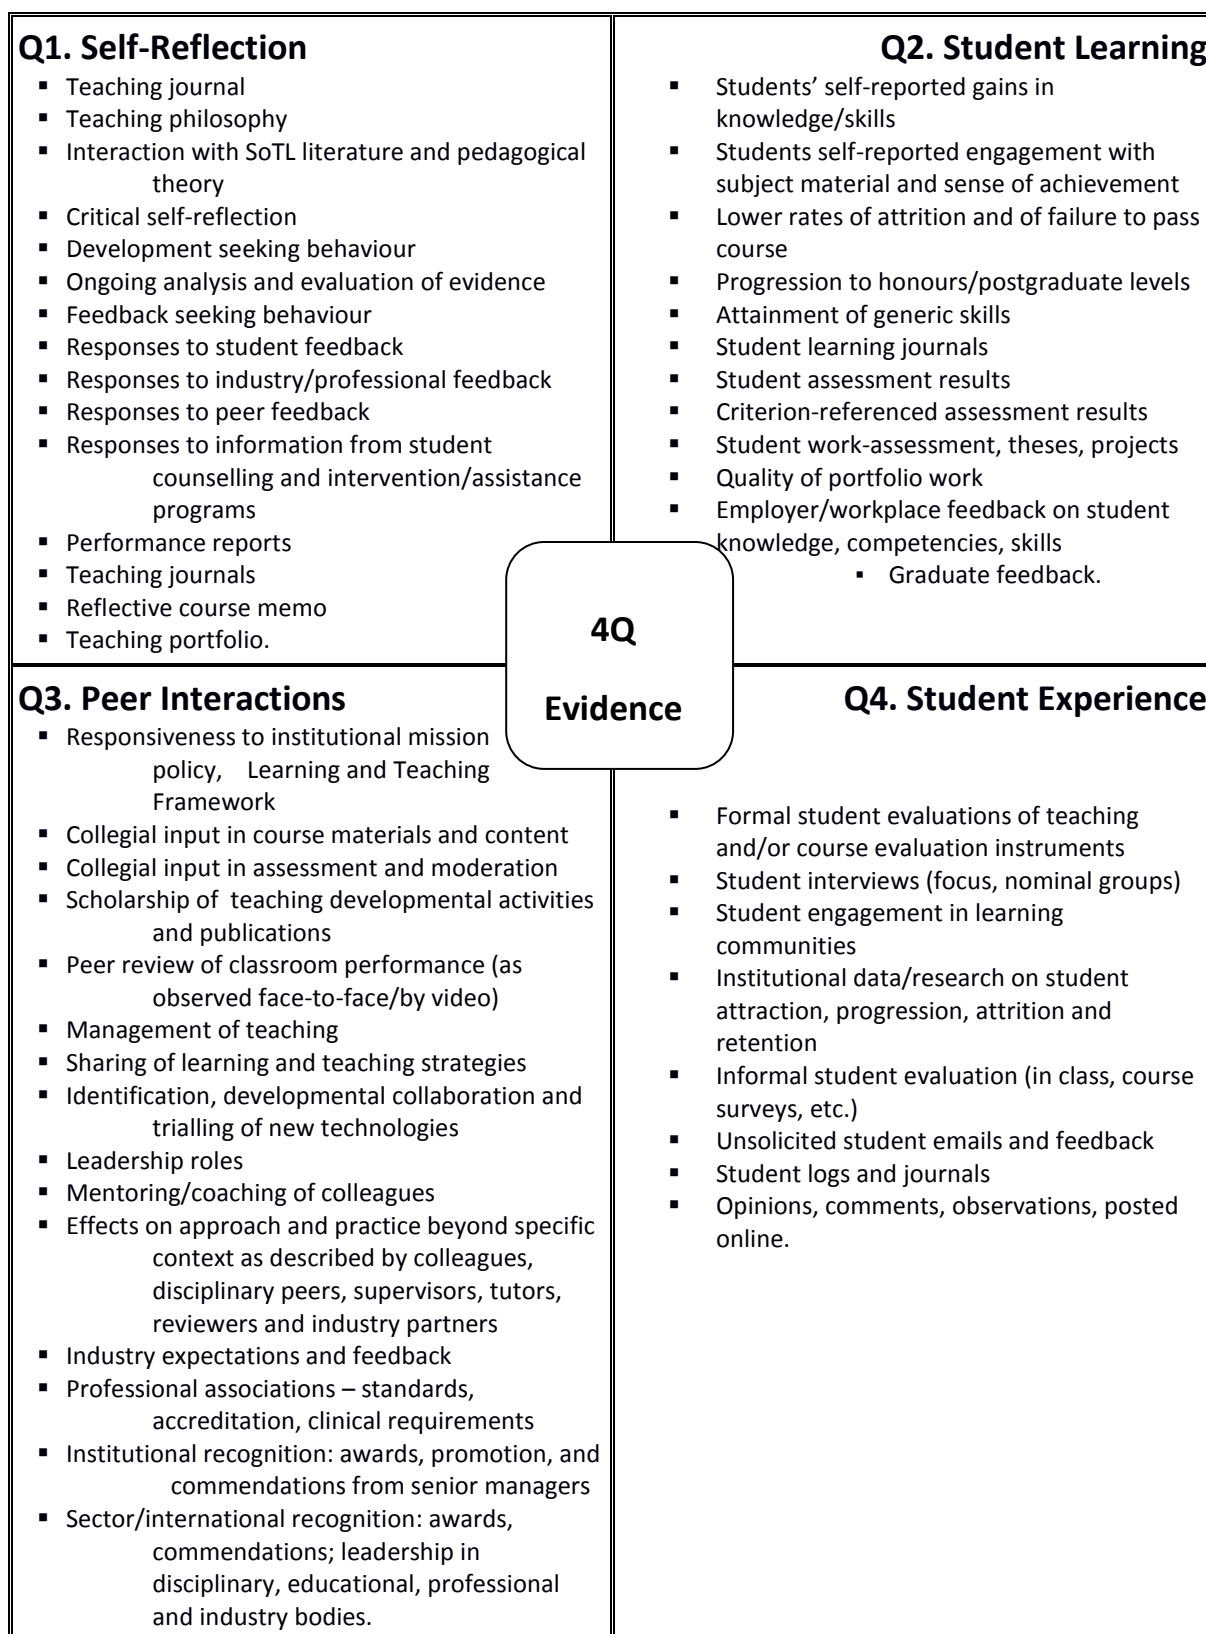 Q1. Self-Reflection
▪ Teaching journal
▪ Teaching philosophy
▪ Interaction with SoTL literature and pedagogical
theory
▪ Critical self-reflection
▪ Development seeking behaviour
▪ Ongoing analysis and evaluation of evidence
▪ Feedback seeking behaviour
▪ Responses to student feedback
▪ Responses to industry/professional feedback
▪ Responses to peer feedback
▪ Responses to information from student
counselling and intervention/assistance
programs
▪ Performance reports
▪ Teaching journals
▪ Reflective course memo
▪ Teaching portfolio.
Q2. Student Learning
▪ Students’ self-reported gains in
knowledge/skills
▪ Students self-reported engagement with
subject material and sense of achievement
▪ Lower rates of attrition and of failure to pass
course
▪ Progression to honours/postgraduate levels
▪ Attainment of generic skills
▪ Student learning journals
▪ Student assessment results
▪ Criterion-referenced assessment results
▪ Student work-assessment, theses, projects
▪ Quality of portfolio work
▪ Employer/workplace feedback on student
knowledge, competencies, skills
▪ Graduate feedback.
4Q
Evidence
Q3. Peer Interactions
▪ Responsiveness to institutional mission
policy, Learning and Teaching
Framework
▪ Collegial input in course materials and content
▪ Collegial input in assessment and moderation
▪ Scholarship of teaching developmental activities
and publications
▪ Peer review of classroom performance (as
observed face-to-face/by video)
▪ Management of teaching
▪ Sharing of learning and teaching strategies
▪ Identification, developmental collaboration and
trialling of new technologies
▪ Leadership roles
▪ Mentoring/coaching of colleagues
▪ Effects on approach and practice beyond specific
context as described by colleagues,
disciplinary peers, supervisors, tutors,
reviewers and industry partners
▪ Industry expectations and feedback
▪ Professional associations – standards,
accreditation, clinical requirements
▪ Institutional recognition: awards, promotion, and
commendations from senior managers
▪ Sector/international recognition: awards,
commendations; leadership in
disciplinary, educational, professional
and industry bodies.
Q4. Student Experience
▪ Formal student evaluations of teaching
and/or course evaluation instruments
▪ Student interviews (focus, nominal groups)
▪ Student engagement in learning
communities
▪ Institutional data/research on student
attraction, progression, attrition and
retention
▪ Informal student evaluation (in class, course
surveys, etc.)
▪ Unsolicited student emails and feedback
▪ Student logs and journals
▪ Opinions, comments, observations, posted
online.